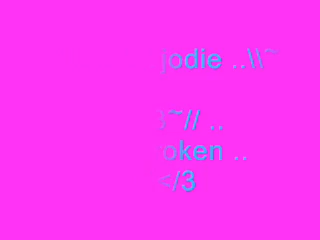 jodie ..\\~
~// ..
oken ..
</3